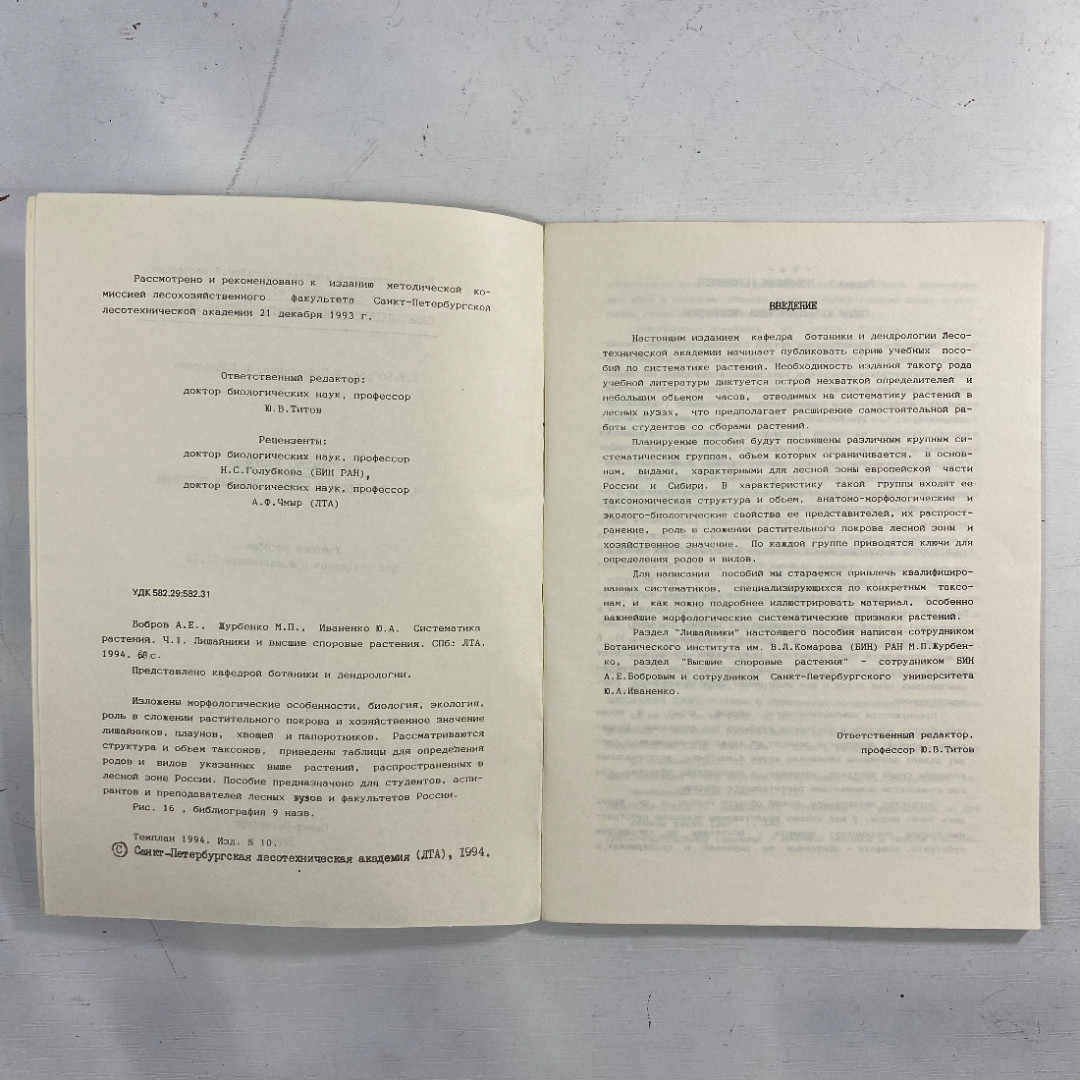 Рассмотрено и рекомендовано к изданию методической ко-
миссией лесохозяйственного факультета Санкт-Петербургской
лесотехнической академии 21 декабря 1993 г.
Ответственный редактор:
доктор биологических наук, профессор
Ю.В.Титов
Рецензенты:
доктор биологических наук, профессор
Н.С.Голубкова (БИН РАН),
доктор биологических наук, профессор
А.Ф.Чмыр (ЛТА)
УДК 582.29:582.31
Бобров А.Е., Журбенко М.П., Иваненко Ю.А. Систематика
растения. Ч.1. Лишайники и высшие споровые растения. СПб: ЛТА.
1994. с.
Представлено кафедрой ботаники и дендрологии.
Изложены морфологические особенности, биология, экология,
роль в сложении растительного покрова и хозяйственное значение
лишайников, плаунов, хвощей и папоротников. Рассматриваются
структура и обьем таксонов, приведены таблицы для определения
родов и видов указанных выше растений, распространенных в
лесной зоне России. Пособие предназначено для студентов, аспи-
рантов и преподавателей лесных вузов и факультетов России.
Рис. 16 , библиография 9 назв.
Темплан 1994. Изд. N 10.
© Санкт-Петербургская лесотехническая академия (ЛТА), 1994.
ВВЕДЕНИЕ
Настоящим изданием кафедра ботаники и дендрологии Лесо-
технической академии начинает публиковать серию учебных посо-
бий по систематике растений. Необходимость издания такого рода
учебной литературы диктуется острой нехваткой определителей и
небольшим обьемом часов, отводимых на систематику растений в
лесных вузах, что предполагает расширение самостоятельной ра-
боты студентов со сборами растений.
Планируемые пособия будут посвящены различным крупным си-
стематическим группам, обьем которых ограничивается, в основ-
ном, видами, характерными для лесной зоны европейской части
России и Сибири. В характеристику такой группы входят ее
таксономическая структура и обьем, анатомо-морфологические и
эколого-биологические свойства ее представителей, их распрост-
ранение, роль в сложении растительного покрова лесной зоны и
хозяйственное значение. По каждой группе приводятся ключи для
определения родов и видов.
Для написания пособий мы стараемся привлечь квалифициро-
ванных систематиков, специализирующихся по конкретным таксо-
нам, и как можно подробнее иллюстрировать материал, особенно
важнейшие морфологические систематические признаки растений.
Раздел "Лишайники" настоящего пособия написан сотрудником
Ботанического института им. В.Л.Комарова (БИН) РАН М.П.Журбен-
ко, раздел "Высшие споровые растения" - сотрудником БИН
А.Е.Бобровым и сотрудником Санкт-Петербургского университета
Ю.А.Иваненко.
Ответственный редактор,
профессор Ю.В.Титов